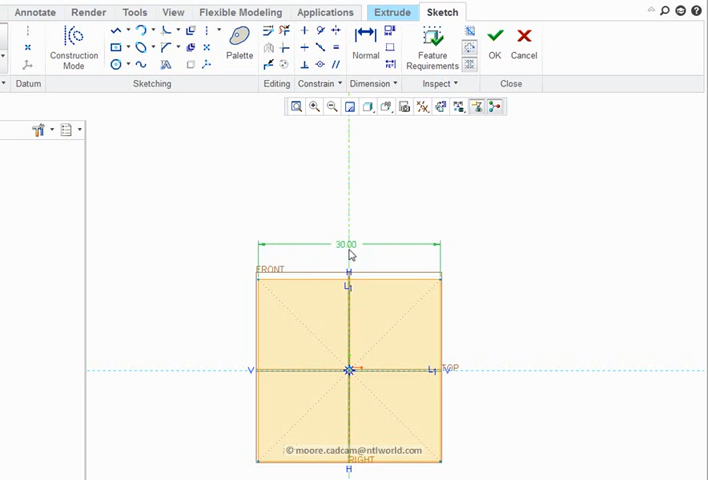 Annotate Render Tools View Flexible Modeling Applications Extrude Sketch
Construction Mode
Palette
Normal
Feature Requirements
OK
Cancel
Datum Sketching Editing Constrain Dimension Inspect Close
30.00
FRONT
H
L1
V L1 TOP V
© moore.cadcam@ntlworld.com
RIGHT
H